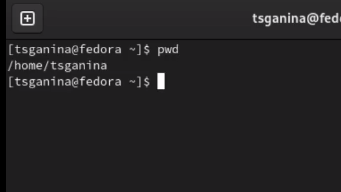 tsganina@fed
[tsganina@fedora ~]$ pwd
/home/tsganina
[tsganina@fedora ~]$